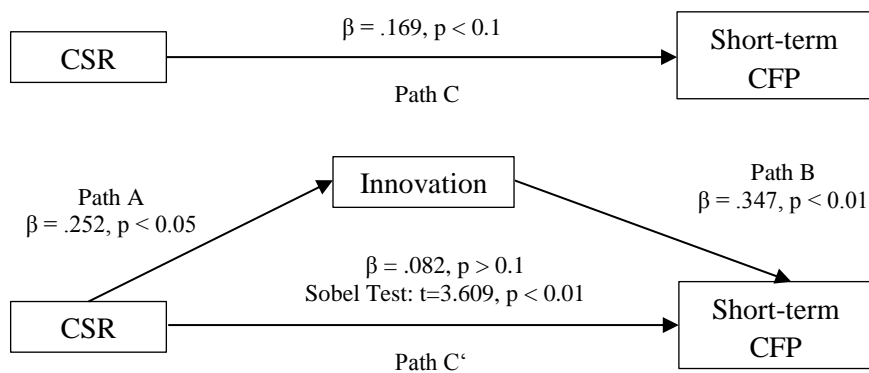 β = .169, p < 0.1
CSR
Short-term
CFP
Path C
Path A
β = .252, p < 0.05
Innovation
Path B
β = .347, p < 0.01
β = .082, p > 0.1
Sobel Test: t=3.609, p < 0.01
CSR
Short-term
CFP
Path C‘